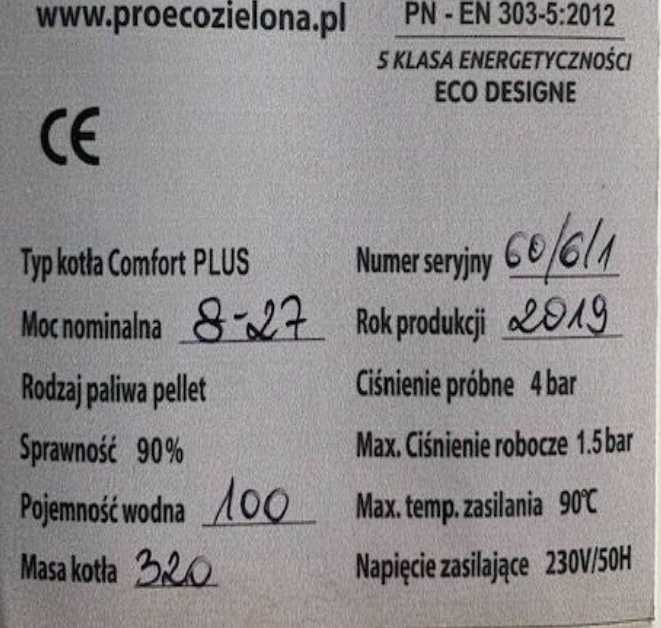 www.proecozielona.pl
PN - EN 303-5:2012
5 KLASA ENERGETYCZNOŚCI
ECO DESIGNE
CE
Typ kotła Comfort PLUS
Numer seryjny 60/6/1
Moc nominalna 8-27
Rok produkcji 2019
Rodzaj paliwa pellet
Ciśnienie próbne 4 bar
Sprawność 90%
Max. Ciśnienie robocze 1.5 bar
Pojemność wodna 100
Max. temp. zasilania 90℃
Masa kotła 320
Napięcie zasilające 230V/50H